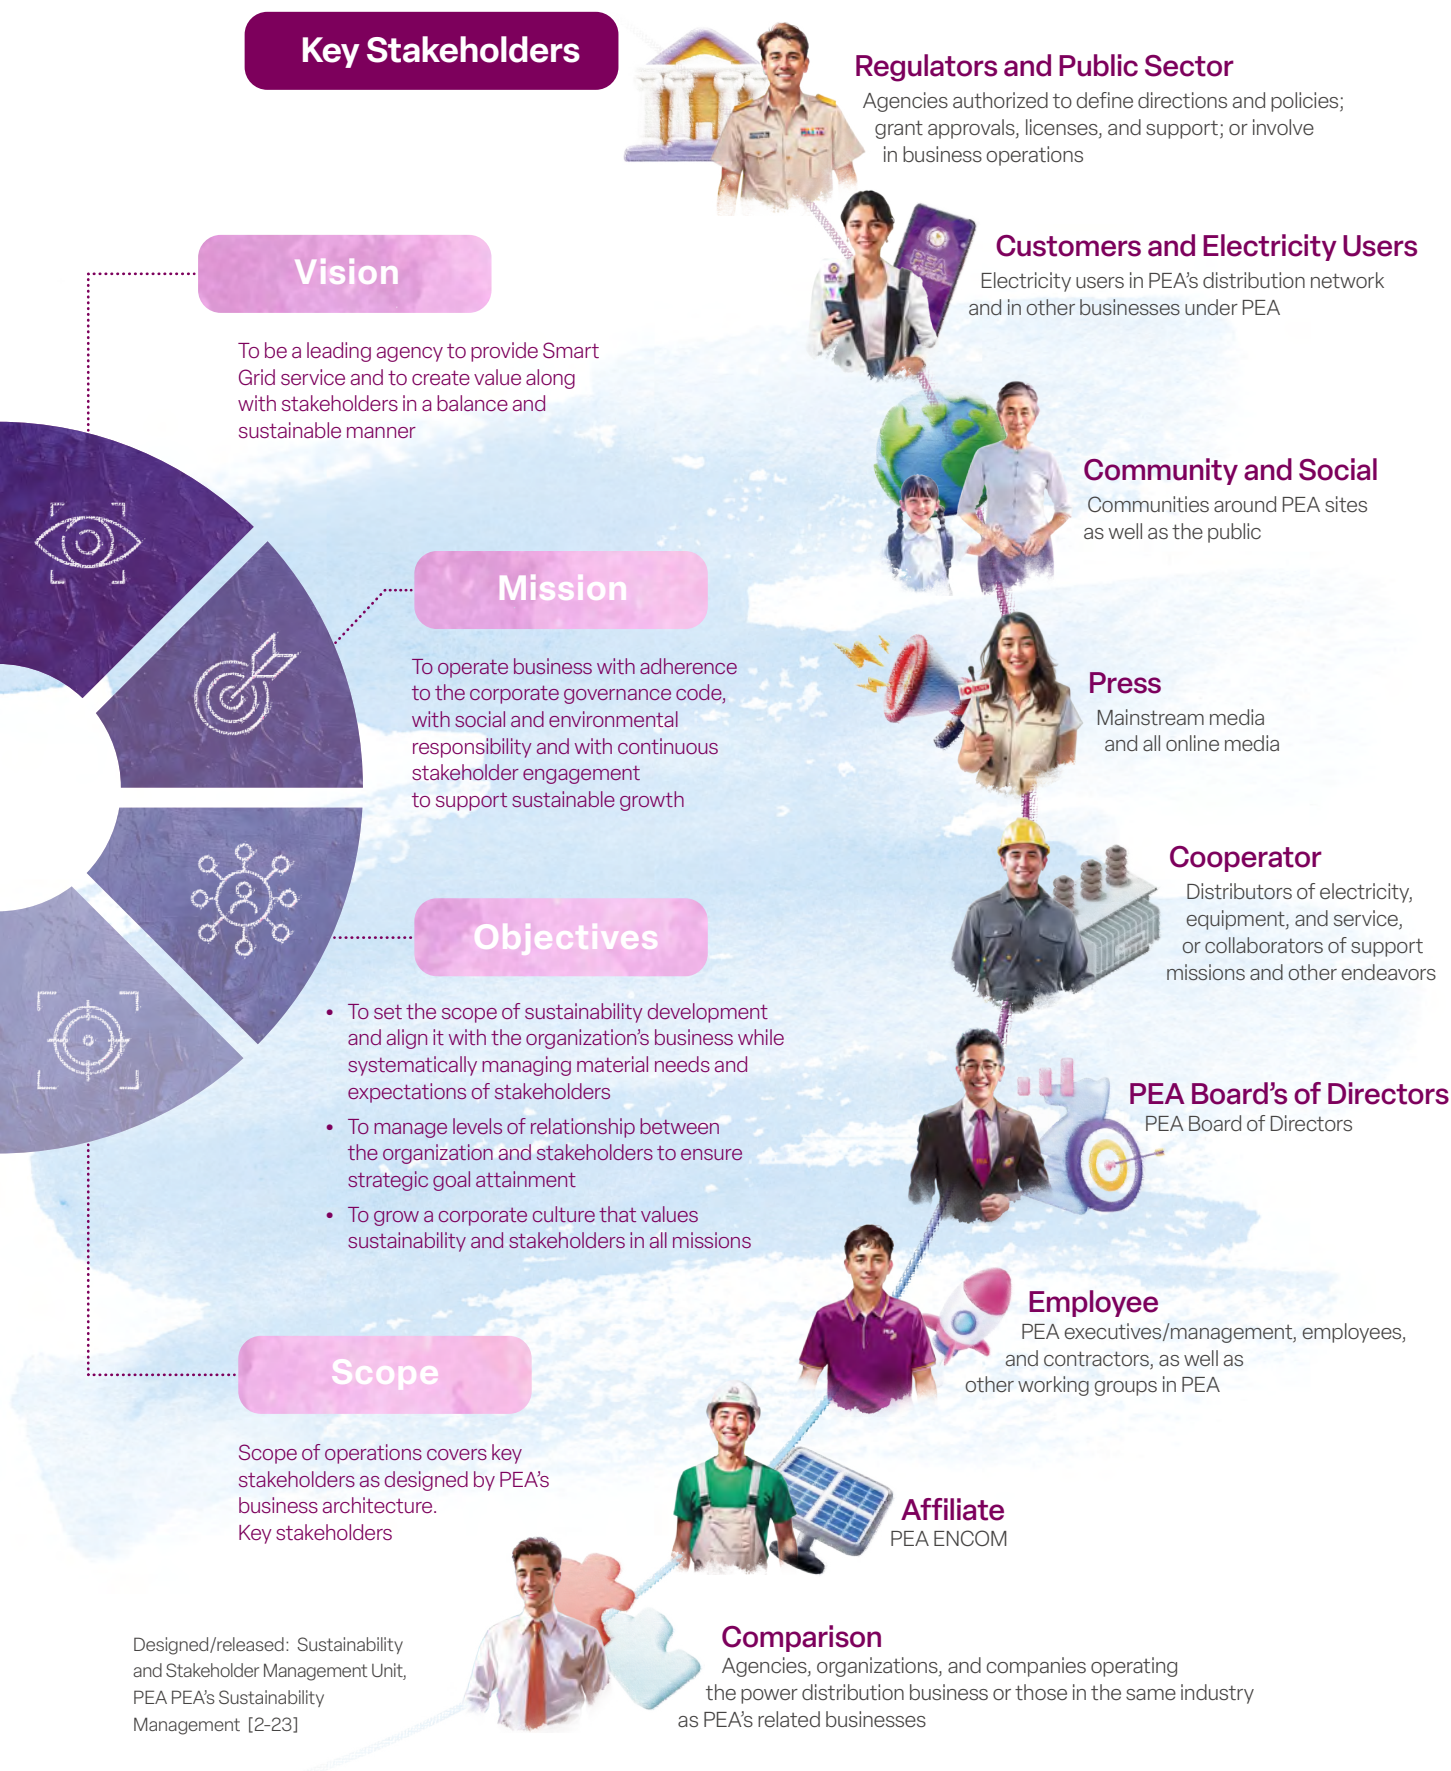 Key Stakeholders
Regulators and Public Sector
Agencies authorized to define directions and policies;
grant approvals, licenses, and support; or involve
in business operations
Customers and Electricity Users
Electricity users in PEA's distribution network
and in other businesses under PEA
PEA
Community and Social
Communities around PEA sites
as well as the public
Press
Mainstream media
and all online media
Cooperator
Distributors of electricity,
equipment, and service,
or collaborators of support
missions and other endeavors
PEA Board's of Directors
PEA Board of Directors
Employee
PEA executives/management, employees,
and contractors, as well as
other working groups in PEA
Affiliate
PEA ENCOM
Comparison
Agencies, organizations, and companies operating
the power distribution business or those in the same industry
as PEA's related businesses
Vision
To be a leading agency to provide Smart
Grid service and to create value along
with stakeholders in a balance and
sustainable manner
Mission
To operate business with adherence
to the corporate governance code,
with social and environmental
responsibility and with continuous
stakeholder engagement
to support sustainable growth
Objectives
• To set the scope of sustainability development
and align it with the organization's business while
systematically managing material needs and
expectations of stakeholders
• To manage levels of relationship between
the organization and stakeholders to ensure
strategic goal attainment
• To grow a corporate culture that values
sustainability and stakeholders in all missions
Scope
Scope of operations covers key
stakeholders as designed by PEA's
business architecture.
Key stakeholders
Designed/released: Sustainability
and Stakeholder Management Unit,
PEA PEA's Sustainability
Management [2-23]